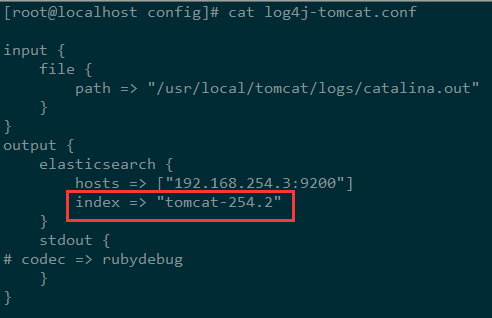 [root@localhost config]# cat log4j-tomcat.conf
input {
file {
path => "/usr/local/tomcat/logs/catalina.out"
}
}
output {
elasticsearch {
hosts => ["192.168.254.3:9200"]
index => "tomcat-254.2"
}
stdout {
# codec => rubydebug
}
}